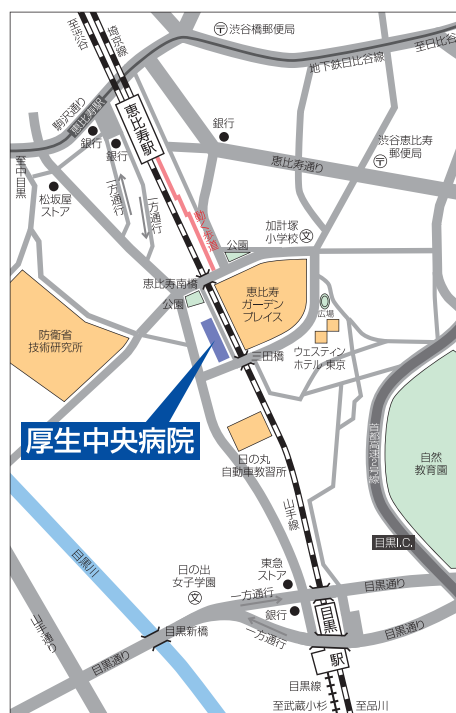 至渋谷
埼京線
渋谷橋郵便局
至日比谷
地下鉄日比谷線
駒沢通り
恵比寿駅
恵比寿駅
銀行
銀行
銀行
渋谷恵比寿
郵便局
恵比寿通り
至中目黒
松坂屋
ストア
一方通行
一方通行
動く歩道
加計塚
小学校
文
公園
恵比寿南橋
公園
恵比寿
ガーデン
プレイス
広場
防衛省
技術研究所
三田橋
ウェスティン
ホテル 東京
厚生中央病院
日の丸
自動車教習所
首都高速2号線
自然
教育園
山手線
目黒I.C.
目黒川
日の出
女子学園
文
東急
ストア
一方通行
目黒通り
銀行
目黒
駅
山手通り
目黒新橋
一方通行
目黒通り
目黒通り
目黒線
至武蔵小杉
至品川